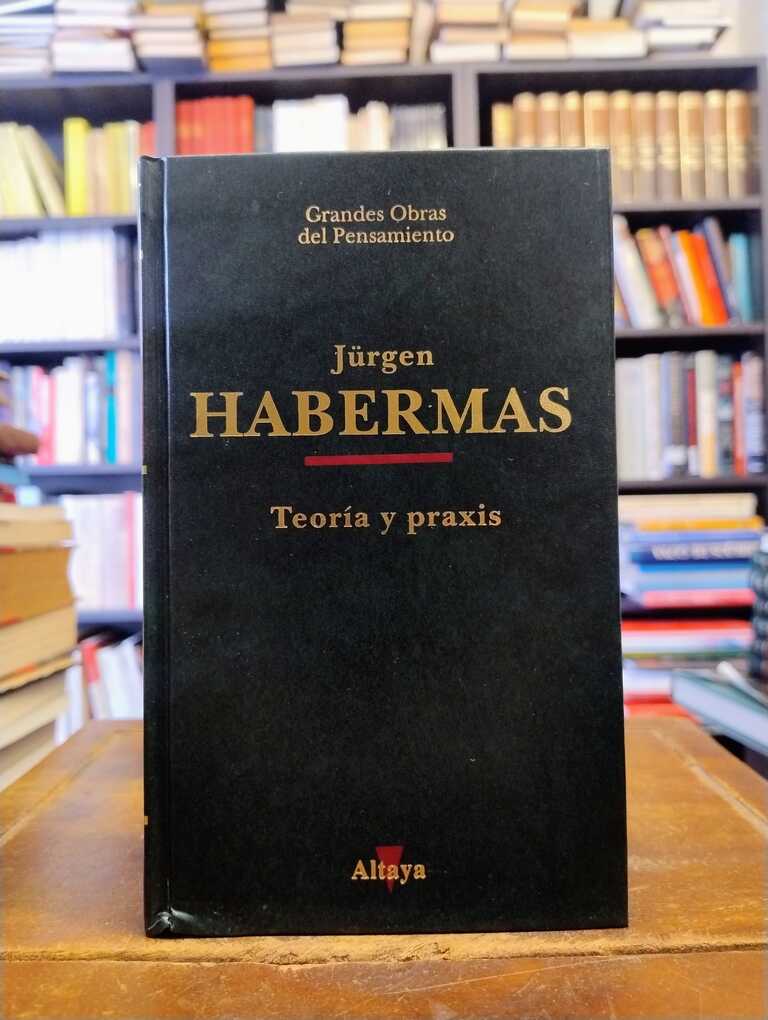 Grandes Obras
del Pensamiento
Jürgen
HABERMAS
Teoría y praxis
Altaya